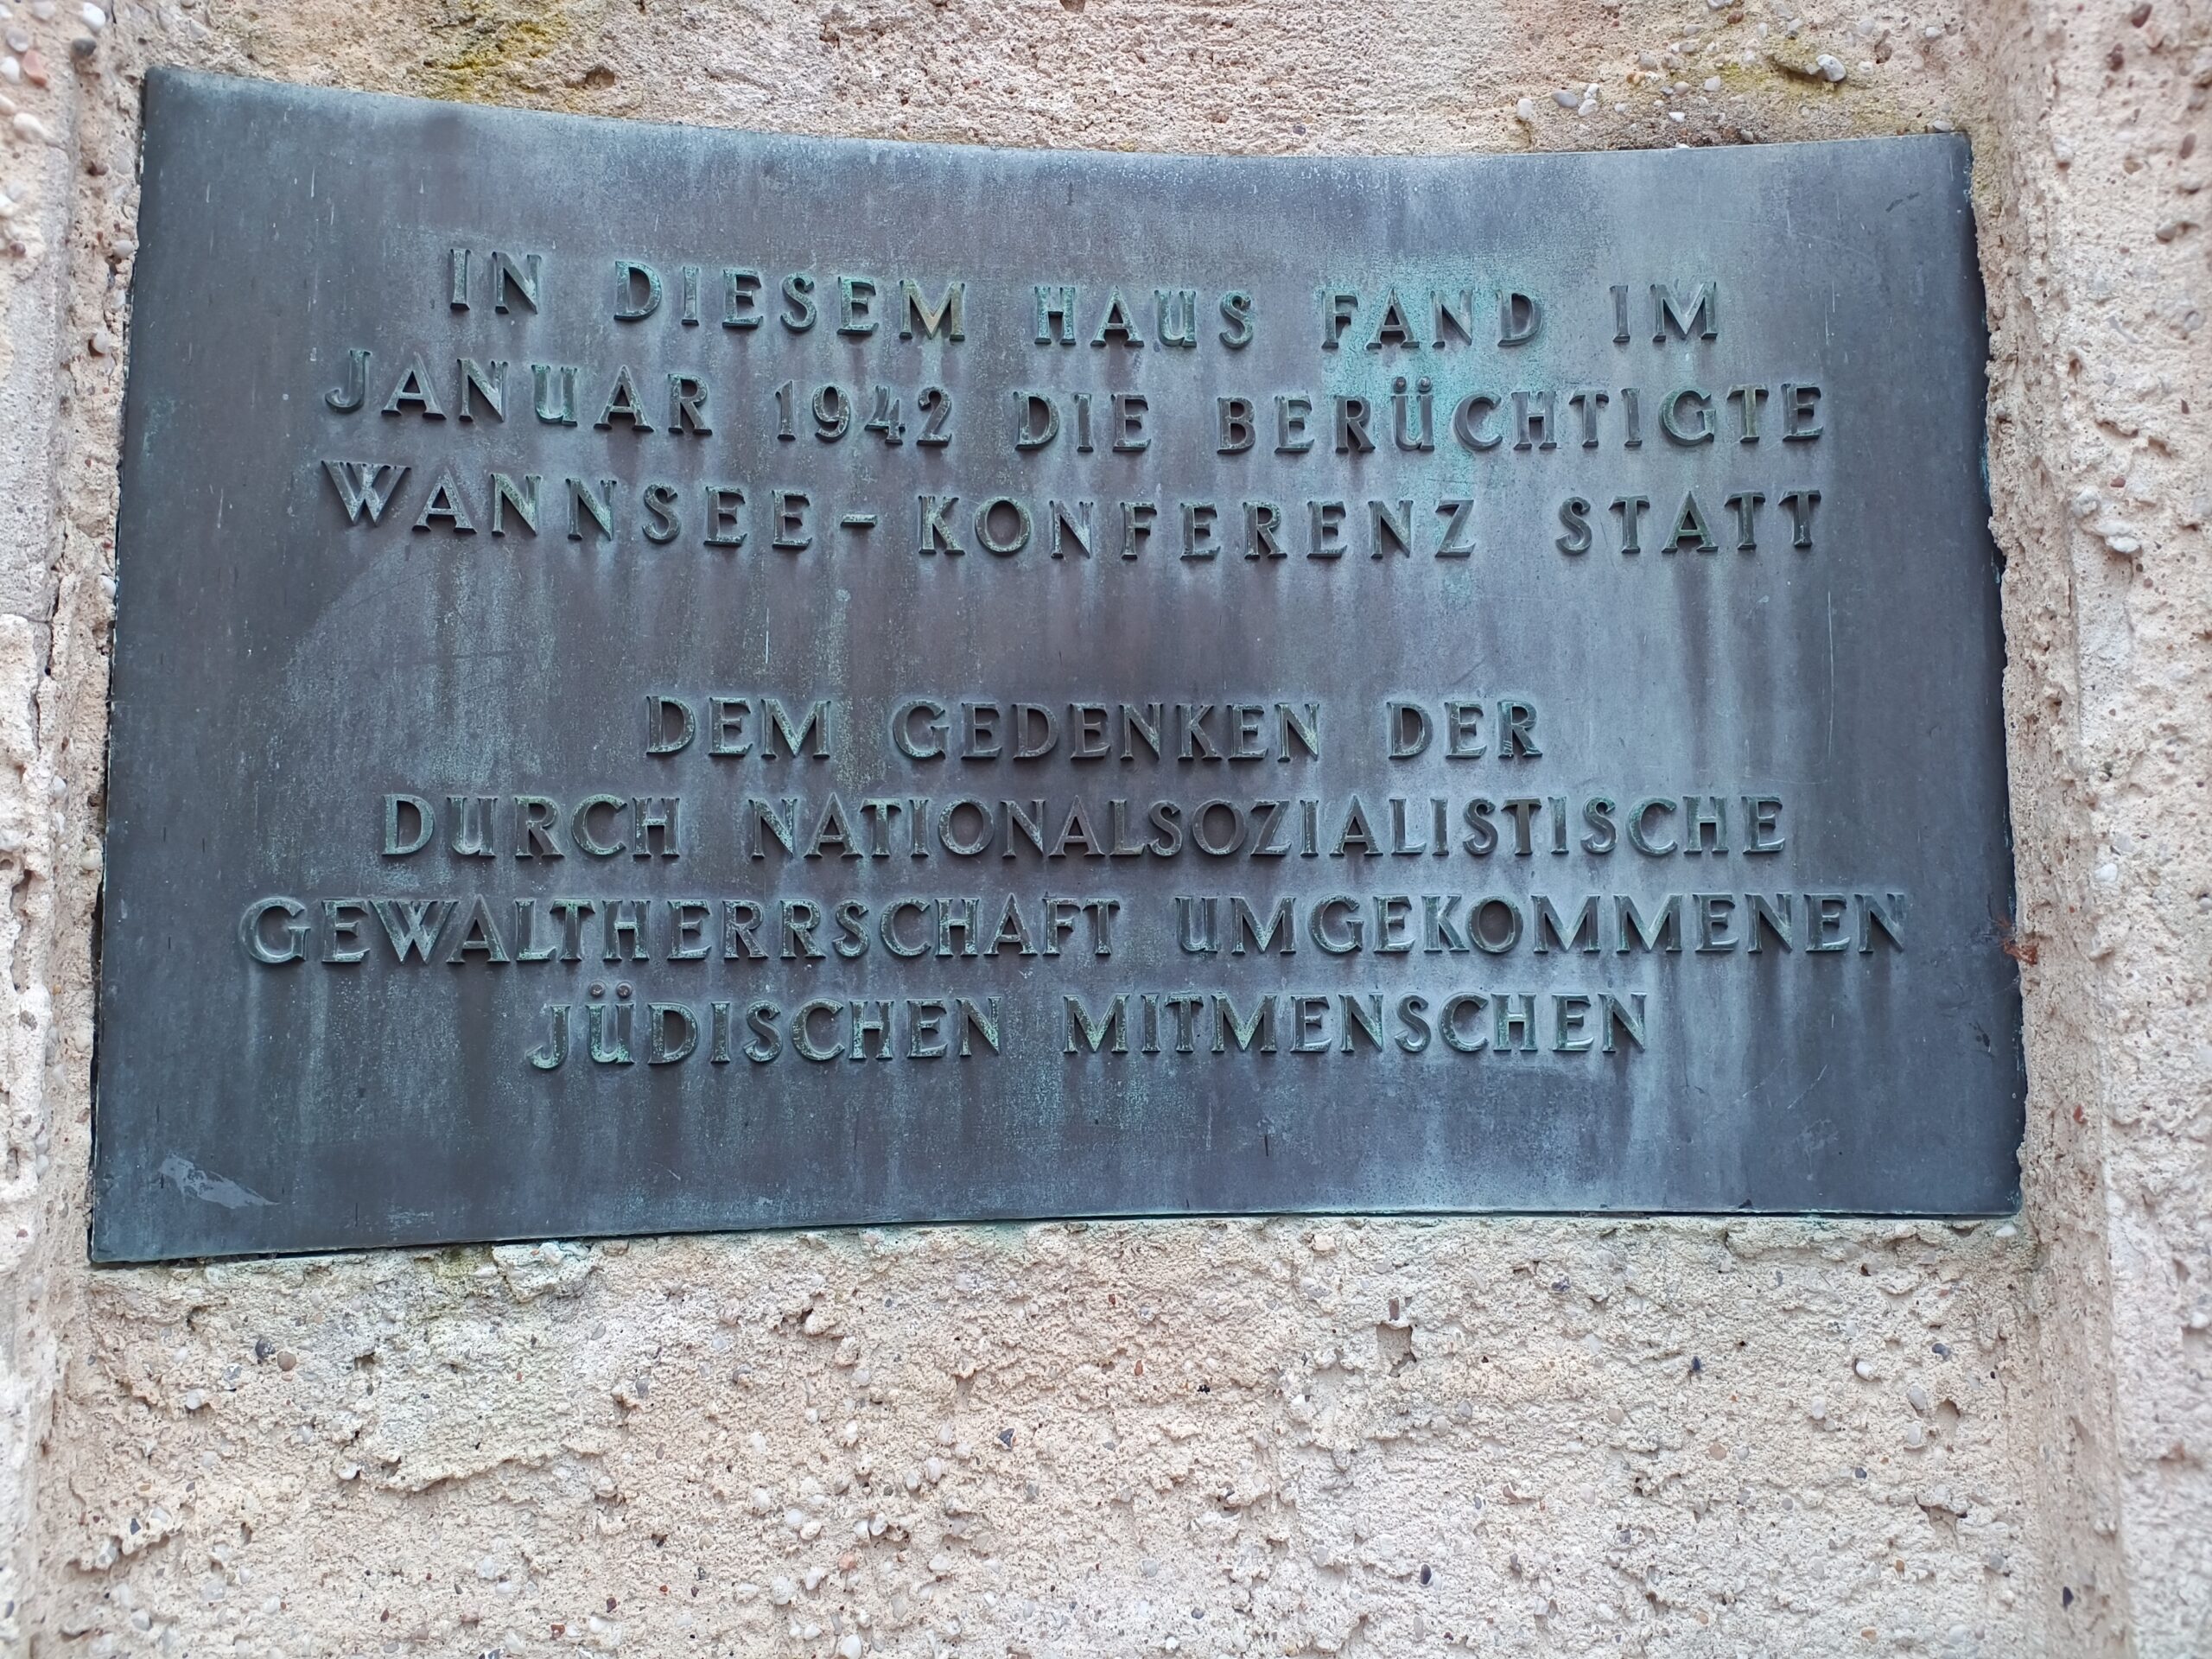 IN DIESEM HAUS FAND IM
JANUAR 1942 DIE BERÜCHTIGTE
WANNSEE-KONFERENZ STATT
DEM GEDENKEN DER
DURCH NATIONALSOZIALISTISCHE
GEWALTHERRSCHAFT UMGEKOMMENEN
JÜDISCHEN MITMENSCHEN